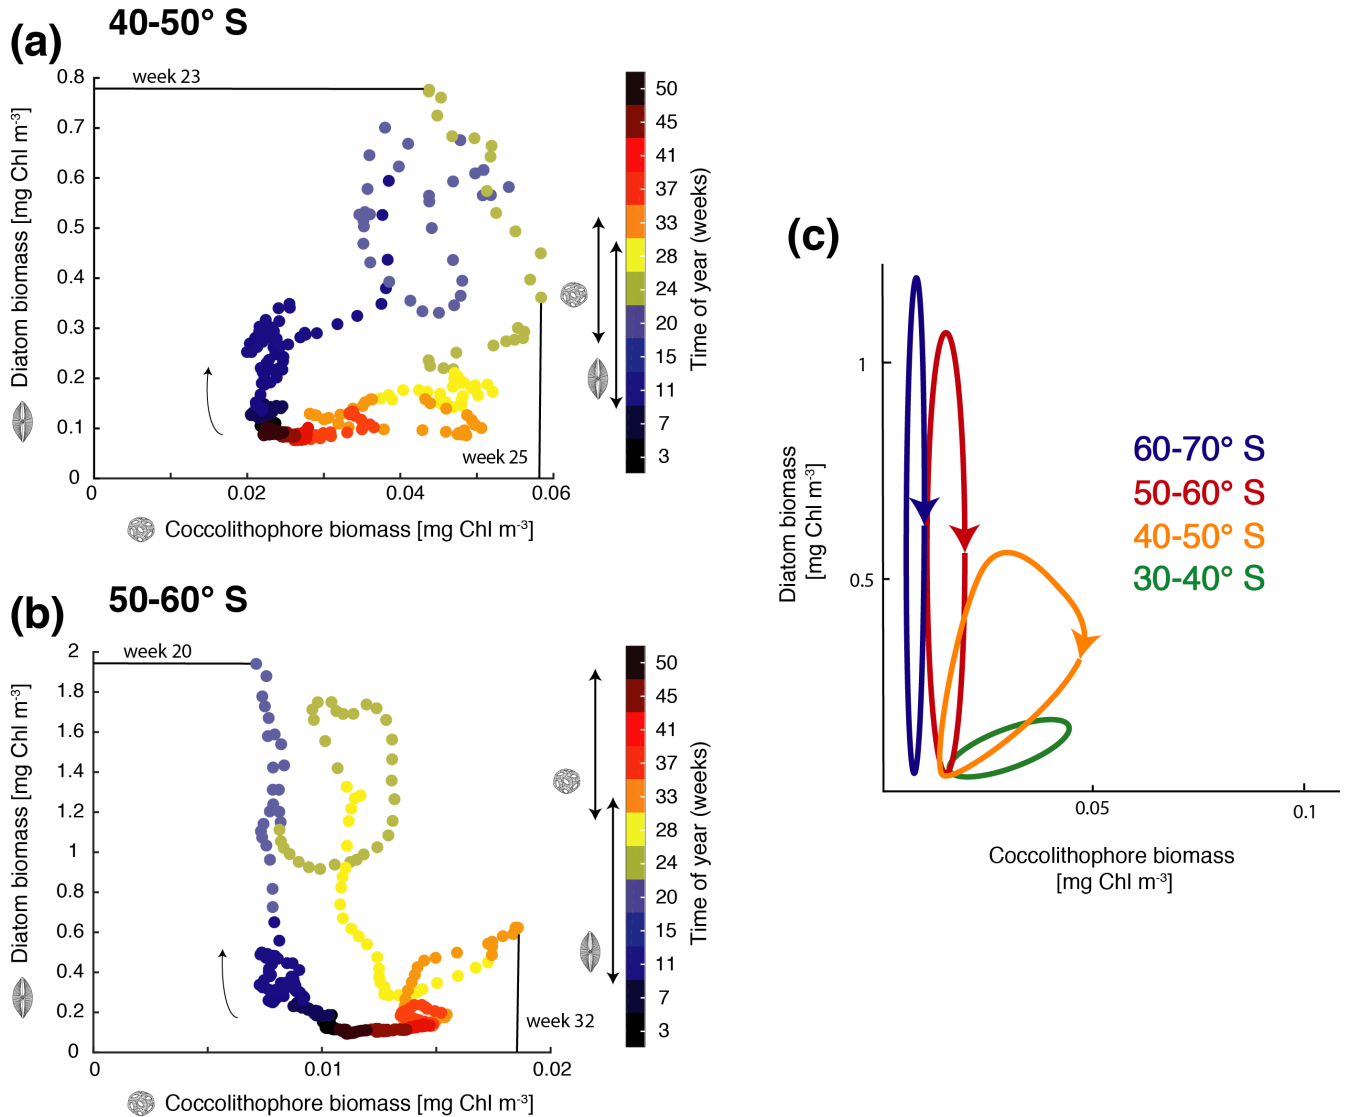 (a)
40-50° S
week 23
0.8
0.7
0.6
0.5
0.4
0.3
0.2
0.1
0
Diatom biomass [mg Chl m-3]
week 25
0
0.02
0.04
0.06
Coccolithophore biomass [mg Chl m-3]
50
45
41
37
33
28
24
20
15
11
7
3
Time of year (weeks)
(b)
50-60° S
week 20
2
1.8
1.6
1.4
1.2
1
0.8
0.6
0.4
0.2
0
Diatom biomass [mg Chl m-3]
week 32
0
0.01
0.02
Coccolithophore biomass [mg Chl m-3]
50
45
41
37
33
28
24
20
15
11
7
3
Time of year (weeks)
(c)
1
0.5
Diatom biomass
[mg Chl m-3]
60-70° S
50-60° S
40-50° S
30-40° S
0.05
0.1
Coccolithophore biomass
[mg Chl m-3]